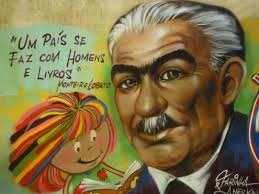 "UM PAÍS SE
FAZ COM HOMENS
E LIVROS"
MONTEIRO LOBATO